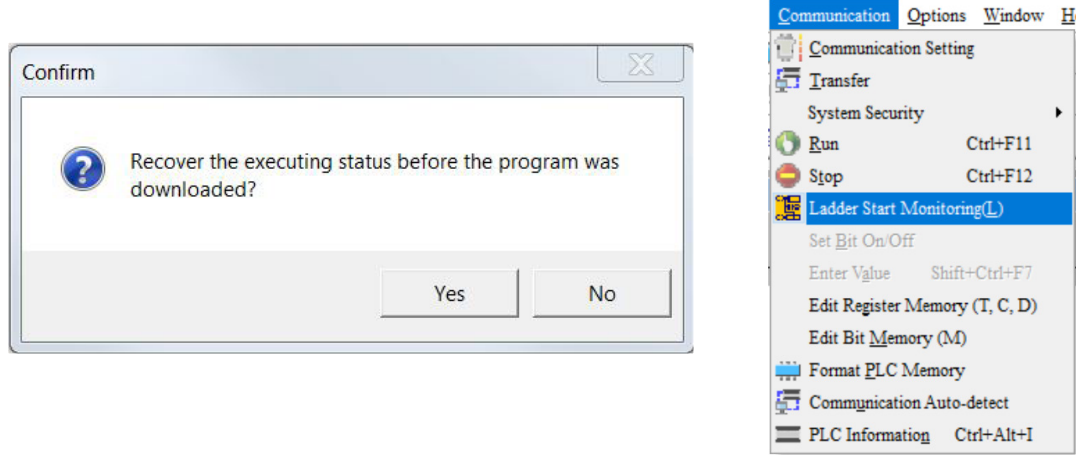 Confirm
Recover the executing status before the program was
downloaded?
Yes No
Communication Options Window
Communication Setting
Transfer
System Security
Run Ctrl+F11
Stop Ctrl+F12
Ladder Start Monitoring(L)
Set Bit On/Off
Enter Value Shift+Ctrl+F7
Edit Register Memory (T, C, D)
Edit Bit Memory (M)
Format PLC Memory
Communication Auto-detect
PLC Information Ctrl+Alt+I